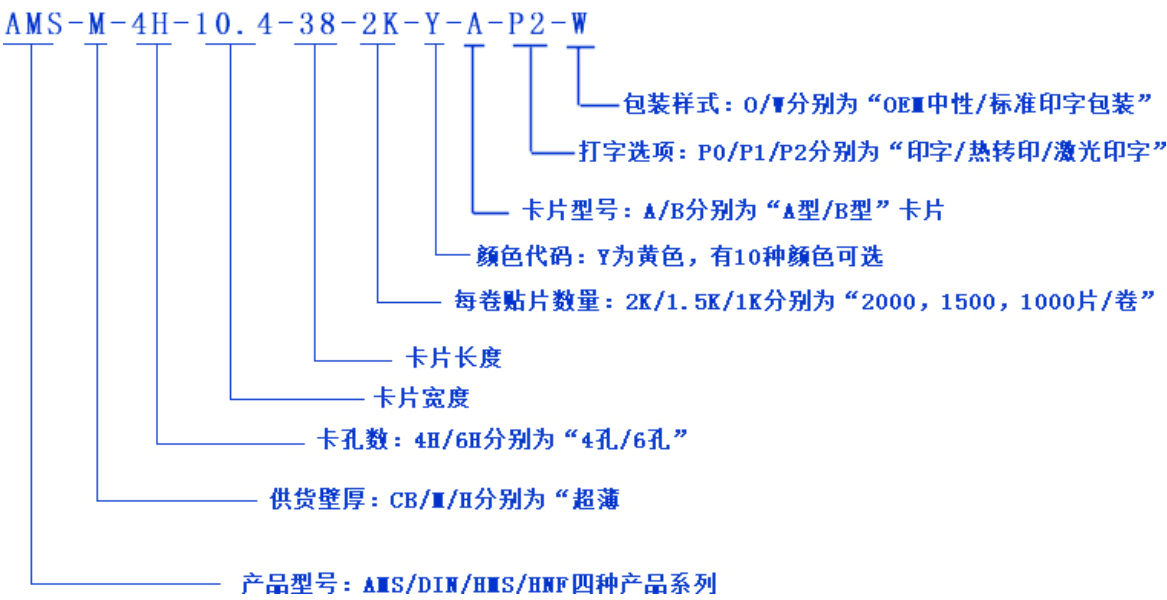 AMS-M-4H-10.4-38-2K-Y-A-P2-W
包装样式：O/W分别为“OEM中性/标准印字包装”
打字选项：P0/P1/P2分别为“印字/热转印/激光印字”
卡片型号：A/B分别为“A型/B型”卡片
颜色代码：Y为黄色，有10种颜色可选
每卷贴片数量：2K/1.5K/1K分别为“2000，1500，1000片/卷”
卡片长度
卡片宽度
卡孔数：4H/6H分别为“4孔/6孔”
供货壁厚：CB/M/H分别为“超薄
产品型号：AMS/DIN/HMS/HNF四种产品系列